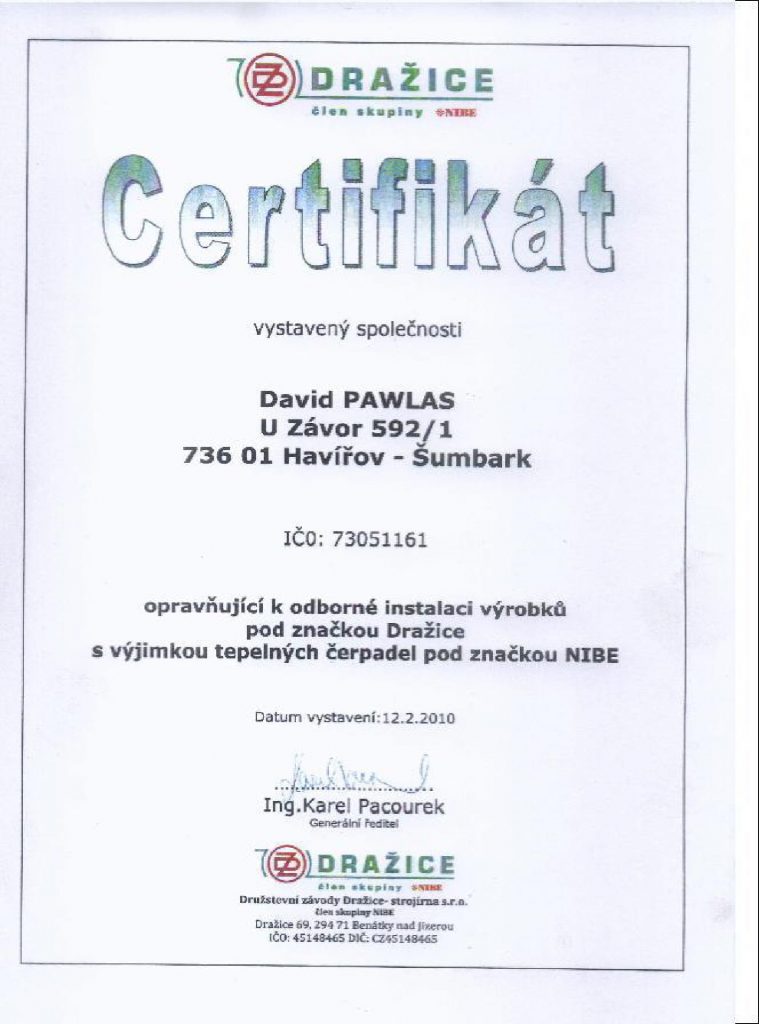 DRAŽICE
člen skupiny NIBE
Certifikát
vystavený společnosti
David PAWLAS
U Závor 592/1
736 01 Havířov - Šumbark
IČ0: 73051161
opravňující k odborné instalaci výrobků
pod značkou Dražice
s výjimkou tepelných čerpadel pod značkou NIBE
Datum vystavení:12.2.2010
Ing.Karel Pacourek
Generální ředitel
DRAŽICE
člen skupiny NIBE
Družstevní závody Dražice- strojírna s.r.o.
člen skupiny NIBE
Dražice 69, 294 71 Benátky nad Jizerou
IČO: 45148465 DIČ: CZ45148465